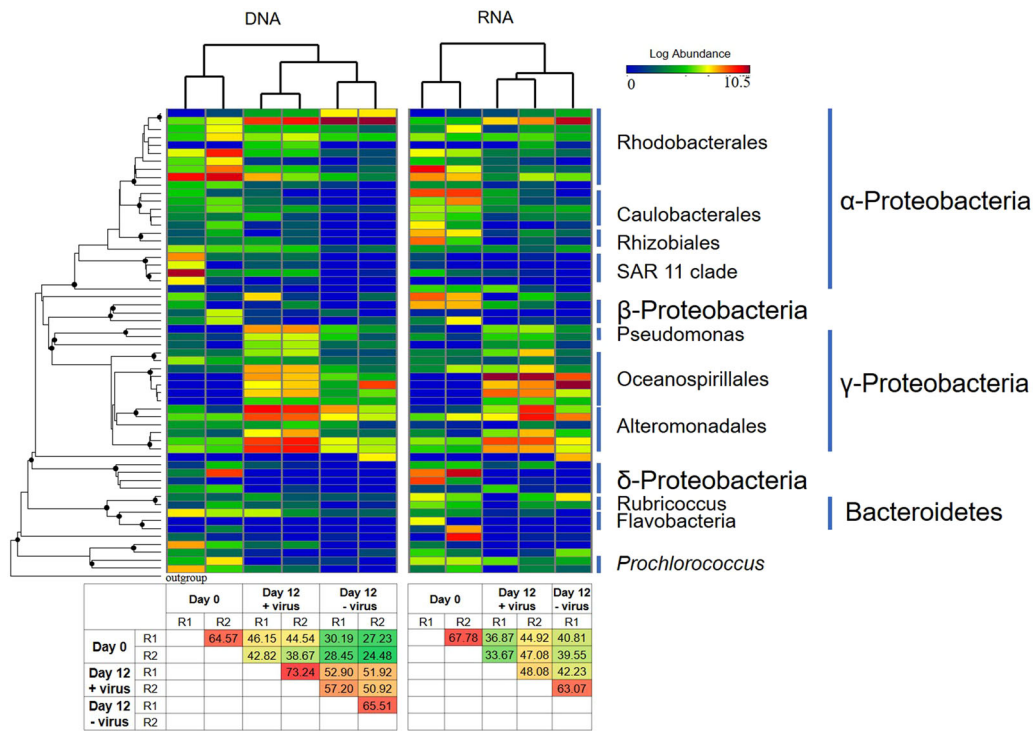 DNA
RNA
Log Abundance
0 10.5
Rhodobacterales
Caulobacterales
Rhizobiales
SAR 11 clade
α-Proteobacteria
β-Proteobacteria
Pseudomonas
Oceanospirillales
Alteromonadales
γ-Proteobacteria
δ-Proteobacteria
Rubricoccus
Flavobacteria
Bacteroidetes
Prochlorococcus
outgroup
Day 0 Day 12 + virus Day 12 - virus Day 0 Day 12 + virus Day 12 - virus
R1 R2 R1 R2 R1 R2 R1 R2 R1 R2 R1
Day 0 R1 64.57 46.15 44.54 30.19 27.23 67.78 36.87 44.92 40.81
R2 42.82 38.67 28.45 24.48 33.67 47.08 39.55
Day 12 + virus R1 73.24 52.90 51.92 48.08 42.23
R2 57.20 50.92 63.07
Day 12 - virus R1 65.51
R2